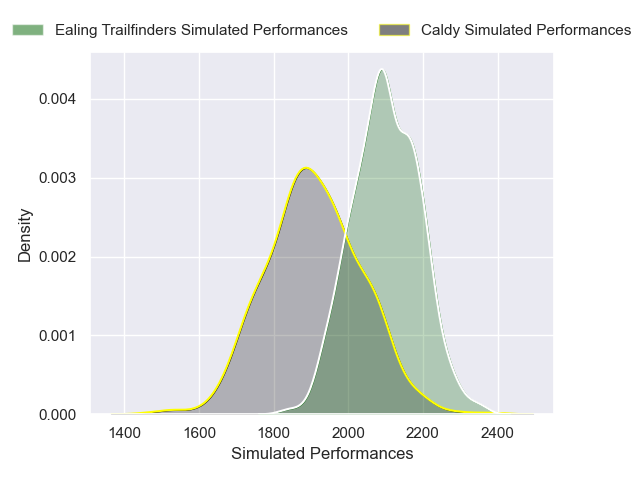 Ealing Trailfinders Simulated Performances
Caldy Simulated Performances
0.004
0.003
0.002
0.001
0.000
Density
1400 1600 1800 2000 2200 2400
Simulated Performances